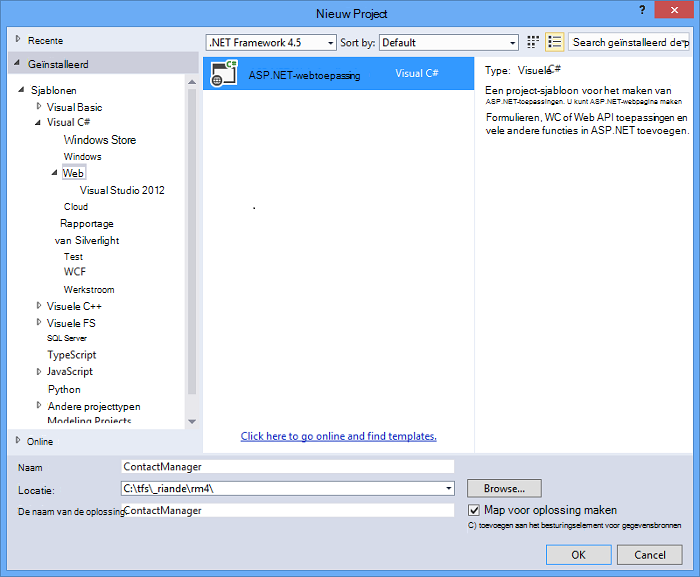 Nieuw Project
?
Recente
.NET Framework 4.5
Sort by: Default
Search geïnstalleerd de
Geïnstalleerd
Sjablonen
Visual Basic
Visual C#
Windows Store
Windows
Web
Visual Studio 2012
Cloud
Rapportage
van Silverlight
Test
WCF
Werkstroom
Visuele C++
Visuele FS
SQL Server
TypeScript
JavaScript
Python
Andere projecttypen
Modeling Projects
Online
ASP.NET-webtoepassing Visual C#
Click here to go online and find templates.
Type: Visuele C#
Een project-sjabloon voor het maken van
ASP.NET-toepassingen. U kunt ASP.NET-webpagina maken
Formulieren, WC of Web API toepassingen en
vele andere functies in ASP.NET toevoegen.
Naam ContactManager
Locatie: C:\tfs\_riande\rm4\
Browse...
De naam van de oplossing: ContactManager
Map voor oplossing maken
C) toevoegen aan het besturingselement voor gegevensbronnen
OK Cancel